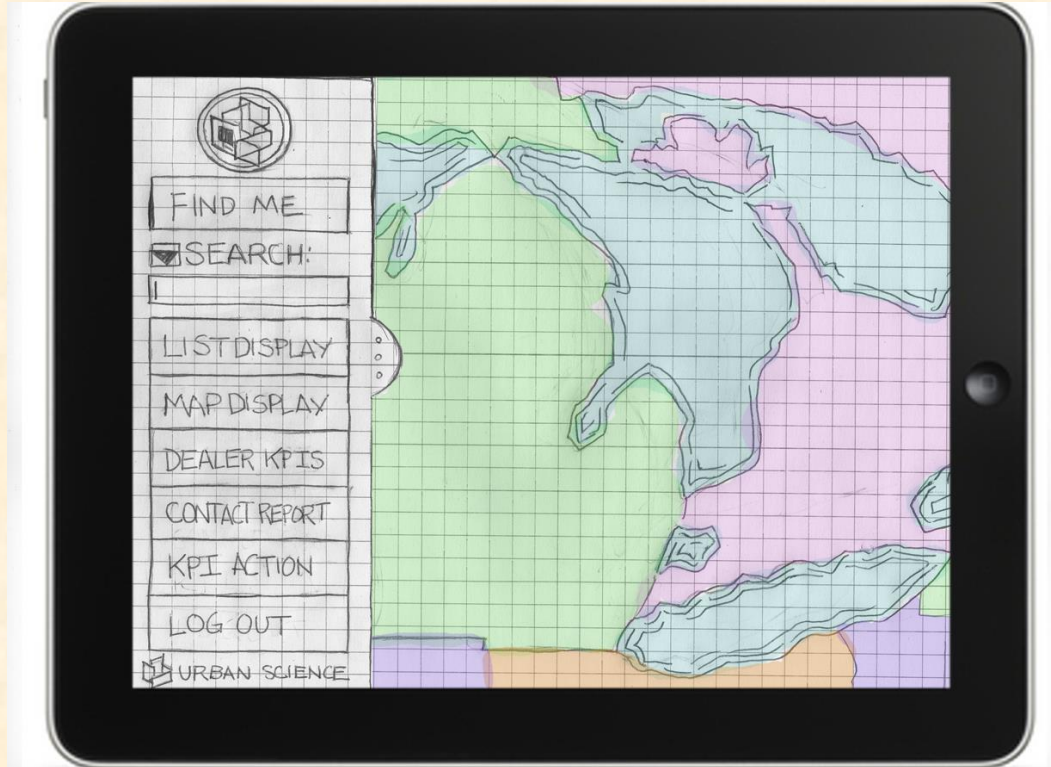 FIND ME
SEARCH:
LIST DISPLAY
MAP DISPLAY
DEALER KPIS
CONTACT REPORT
KPI ACTION
LOG OUT
URBAN SCIENCE